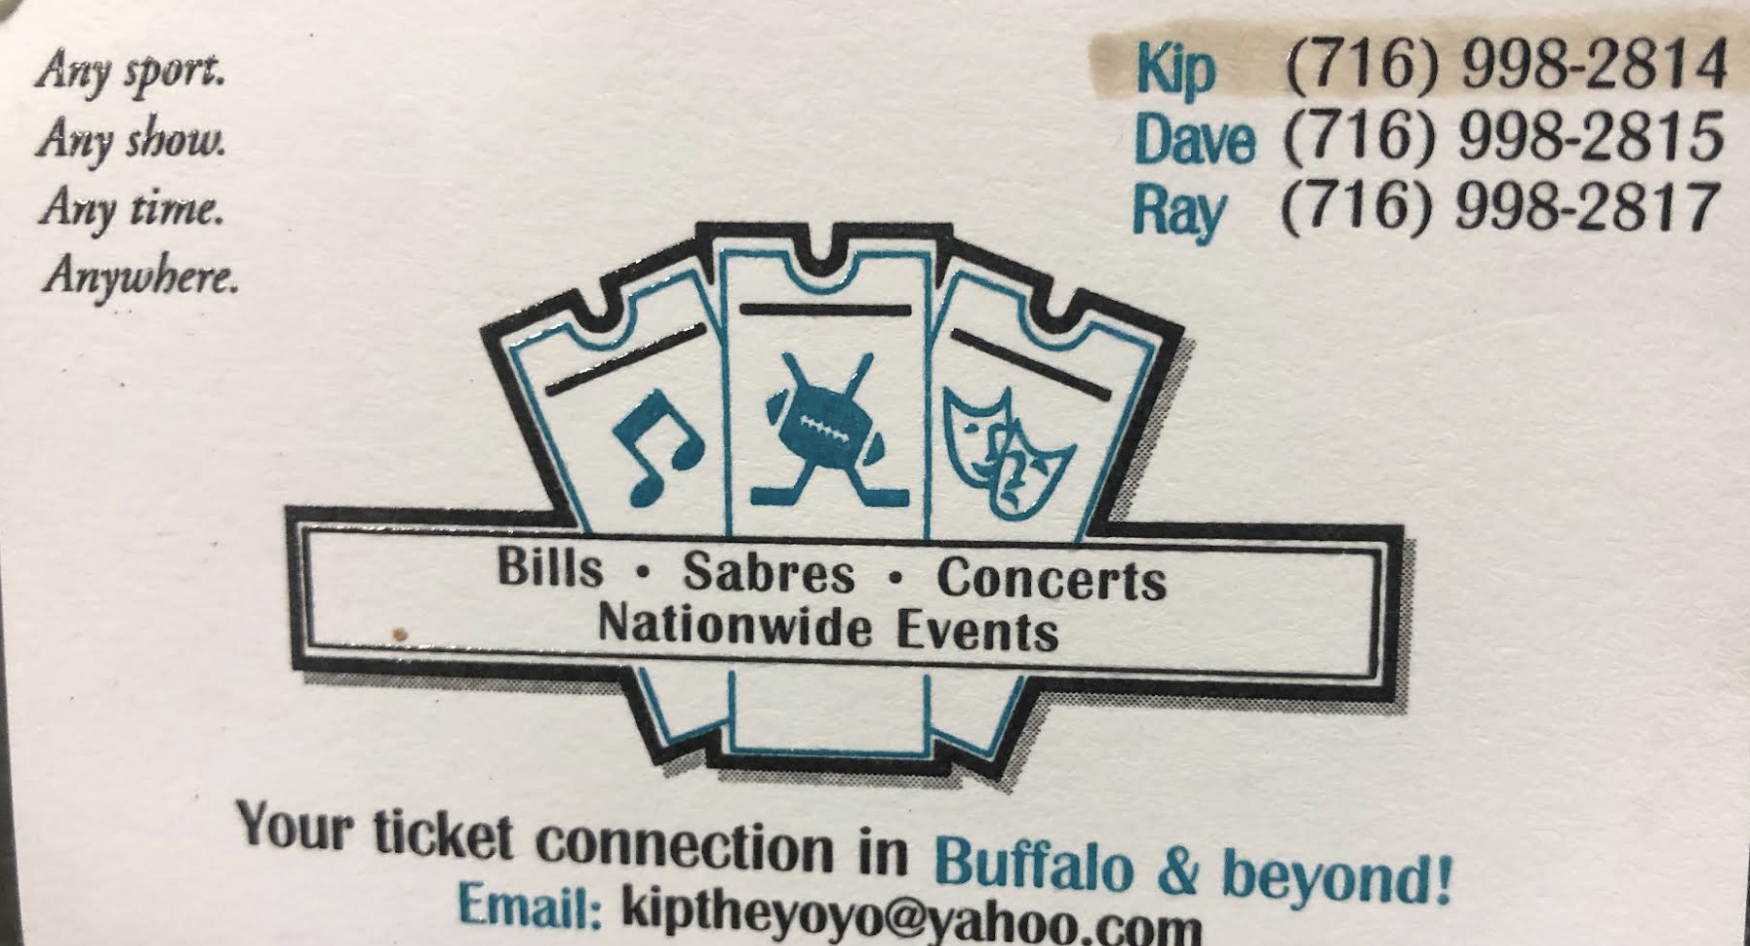 Any sport.
Any show.
Any time.
Anywhere.
Kip (716) 998-2814
Dave (716) 998-2815
Ray (716) 998-2817
Bills • Sabres • Concerts
Nationwide Events
Your ticket connection in Buffalo & beyond!
Email: kiptheyoyo@yahoo.com